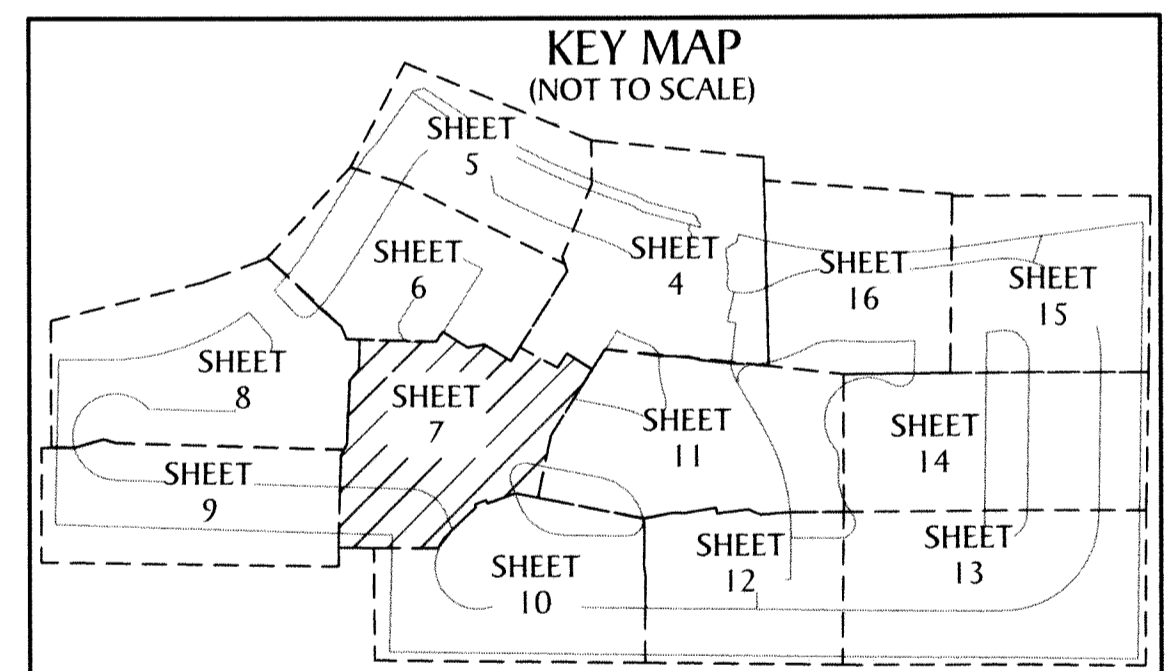 KEY MAP
(NOT TO SCALE)
SHEET
5
SHEET
6
SHEET
4
SHEET
16
SHEET
15
SHEET
8
SHEET
7
SHEET
11
SHEET
14
SHEET
9
SHEET
10
SHEET
12
SHEET
13